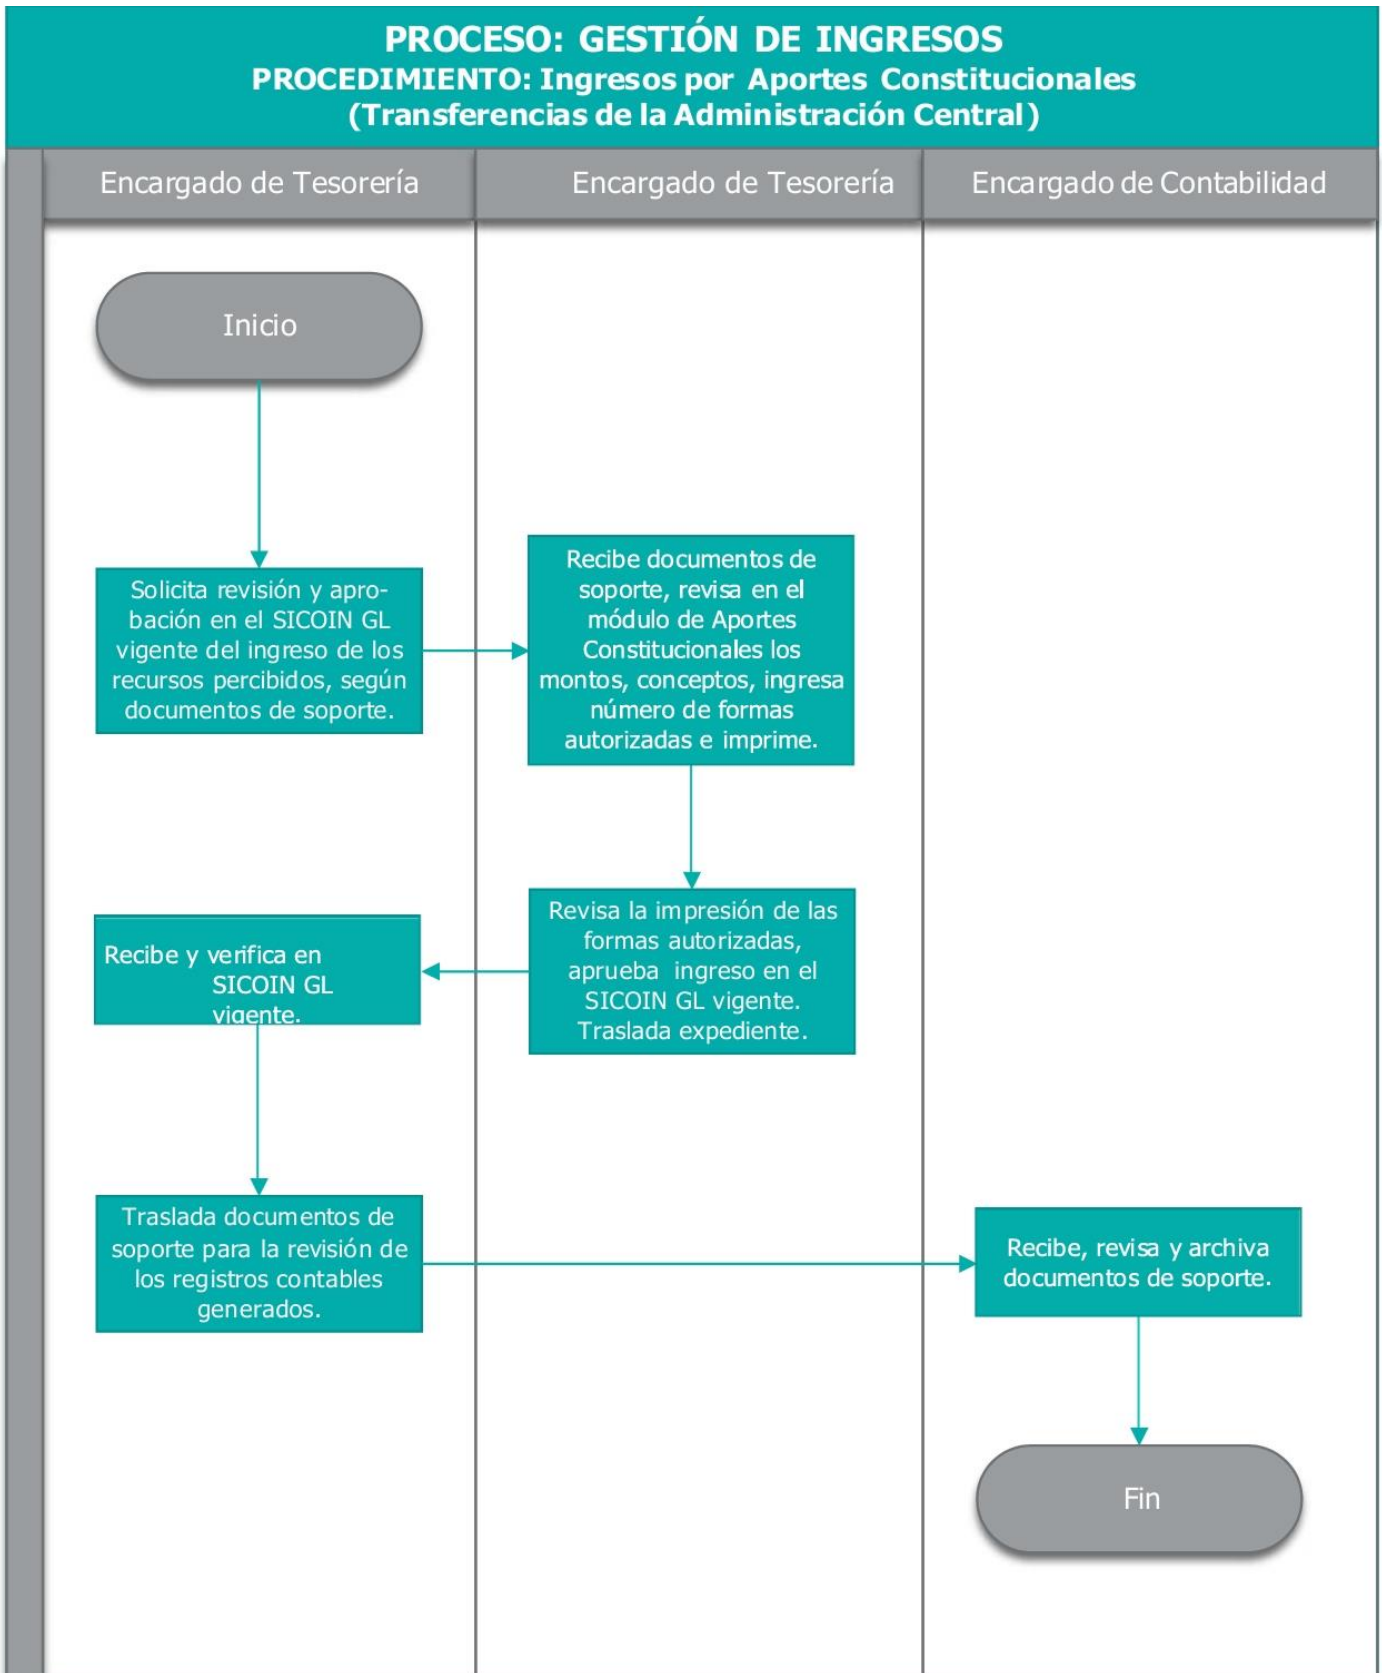 PROCESO: GESTIÓN DE INGRESOS
PROCEDIMIENTO: Ingresos por Aportes Constitucionales
(Transferencias de la Administración Central)
Encargado de Tesorería
Encargado de Tesorería
Encargado de Contabilidad
Inicio
Solicita revisión y apro-
bación en el SICOIN GL
vigente del ingreso de los
recursos percibidos, según
documentos de soporte.
Recibe documentos de
soporte, revisa en el
módulo de Aportes
Constitucionales los
montos, conceptos, ingresa
número de formas
autorizadas e imprime.
Revisa la impresión de las
formas autorizadas,
aprueba ingreso en el
SICOIN GL vigente.
Traslada expediente.
Recibe y verifica en
SICOIN GL
vigente.
Traslada documentos de
soporte para la revisión de
los registros contables
generados.
Recibe, revisa y archiva
documentos de soporte.
Fin